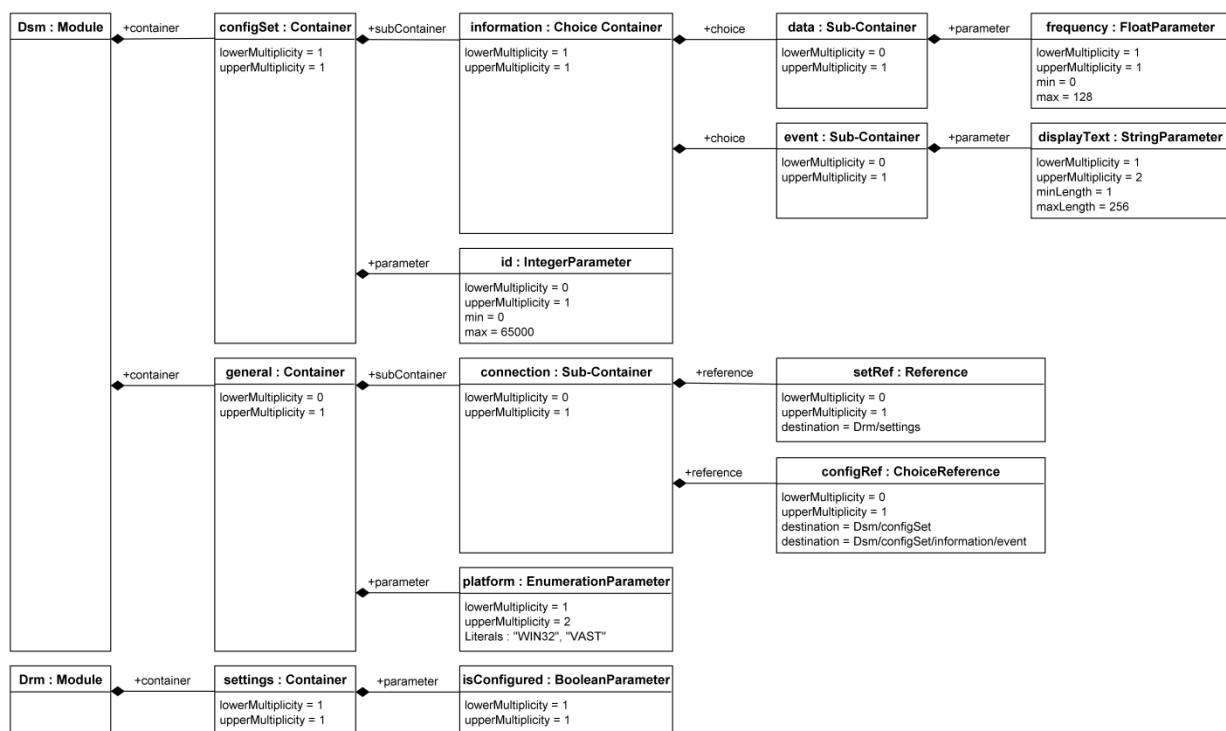 Dsm : Module
+container
configSet : Container
lowerMultiplicity = 1
upperMultiplicity = 1
+subContainer
information : Choice Container
lowerMultiplicity = 1
upperMultiplicity = 1
+choice
data : Sub-Container
lowerMultiplicity = 0
upperMultiplicity = 1
+parameter
frequency : FloatParameter
lowerMultiplicity = 1
upperMultiplicity = 1
min = 0
max = 128
+choice
event : Sub-Container
lowerMultiplicity = 0
upperMultiplicity = 1
+parameter
displayText : StringParameter
lowerMultiplicity = 1
upperMultiplicity = 2
minLength = 1
maxLength = 256
+parameter
id : IntegerParameter
lowerMultiplicity = 0
upperMultiplicity = 1
min = 0
max = 65000
+container
general : Container
lowerMultiplicity = 0
upperMultiplicity = 1
+subContainer
connection : Sub-Container
lowerMultiplicity = 0
upperMultiplicity = 1
+reference
setRef : Reference
lowerMultiplicity = 0
upperMultiplicity = 1
destination = Drm/settings
+reference
configRef : ChoiceReference
lowerMultiplicity = 0
upperMultiplicity = 1
destination = Dsm/configSet
destination = Dsm/configSet/information/event
+parameter
platform : EnumerationParameter
lowerMultiplicity = 1
upperMultiplicity = 2
Literals : "WIN32", "VAST"
Drm : Module
+container
settings : Container
lowerMultiplicity = 1
upperMultiplicity = 1
+parameter
isConfigured : BooleanParameter
lowerMultiplicity = 1
upperMultiplicity = 1